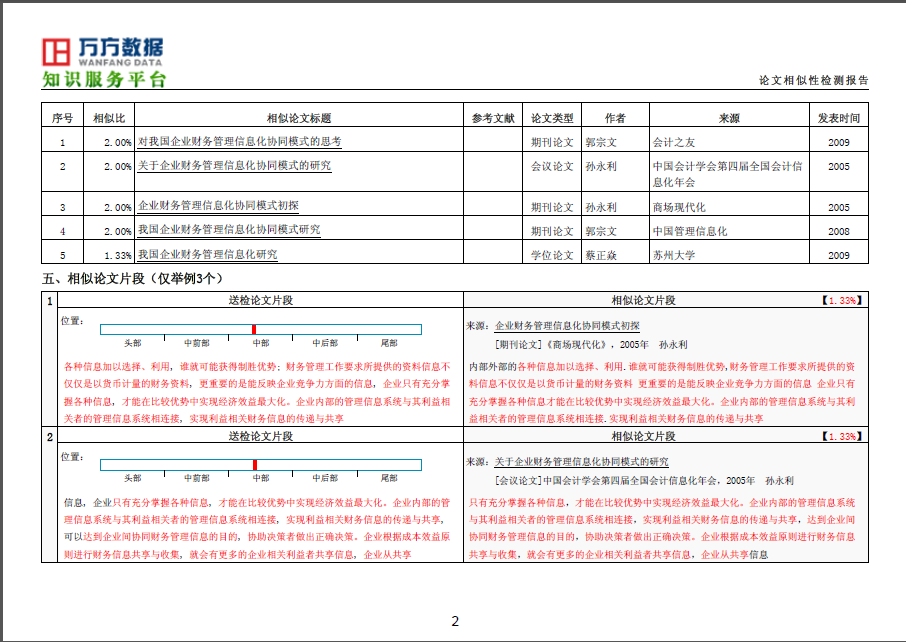 万方数据
WANFANG DATA
知识服务平台
论文相似性检测报告
序号 相似比 相似论文标题 参考文献 论文类型 作者 来源 发表时间
1 2.00% 对我国企业财务管理信息化协同模式的思考 期刊论文 郭宗文 会计之友 2009
2 2.00% 关于企业财务管理信息化协同模式的研究 会议论文 孙永利 中国会计学会第四届全国会计信
息化年会 2005
3 2.00% 企业财务管理信息化协同模式初探 期刊论文 孙永利 商场现代化 2005
4 2.00% 我国企业财务管理信息化协同模式研究 期刊论文 郭宗文 中国管理信息化 2008
5 1.33% 我国企业财务管理信息化研究 学位论文 蔡正焱 苏州大学 2009
五、相似论文片段（仅举例3个）
1 送检论文片段 相似论文片段 【1.33%】
位置：
头部 中前部 中部 中后部 尾部
各种信息加以选择、利用, 谁就可能获得制胜优势; 财务管理工作要求所提供的资料信息不
仅仅是以货币计量的财务资料, 更重要的是能反映企业竞争力方面的信息, 企业只有充分掌
握各种信息, 才能在比较优势中实现经济效益最大化。企业内部的管理信息系统与其利益相
关者的管理信息系统相连接, 实现利益相关财务信息的传递与共享
来源：企业财务管理信息化协同模式初探
[期刊论文]《商场现代化》, 2005年 孙永利
内部外部的各种信息加以选择、利用.谁就可能获得制胜优势,财务管理工作要求所提供的资
料信息不仅仅是以货币计量的财务资料 更重要的是能反映企业竞争力方面的信息 企业只有
充分掌握各种信息才能在比较优势中实现经济效益最大化。企业内部的管理信息系统与其利
益相关者的管理信息系统相连接.实现利益相关财务信息的传递与共享
2 送检论文片段 相似论文片段 【1.33%】
位置：
头部 中前部 中部 中后部 尾部
信息, 企业只有充分掌握各种信息, 才能在比较优势中实现经济效益最大化。企业内部的管
理信息系统与其利益相关者的管理信息系统相连接, 实现利益相关财务信息的传递与共享,
可以达到企业间协同财务管理信息的目的, 协助决策者做出正确决策。企业根据成本效益原
则进行财务信息共享与收集, 就会有更多的企业相关利益者共享信息, 企业从共享
来源：关于企业财务管理信息化协同模式的研究
[会议论文]中国会计学会第四届全国会计信息化年会, 2005年 孙永利
只有充分掌握各种信息，才能在比较优势中实现经济效益最大化。企业内部的管理信息系统
与其利益相关者的管理信息系统相连接，实现利益相关财务信息的传递与共享，达到企业间
协同财务管理信息的目的，协助决策者做出正确决策。企业根据成本效益原则进行财务信息
共享与收集，就会有更多的企业相关利益者共享信息，企业从共享信息
2